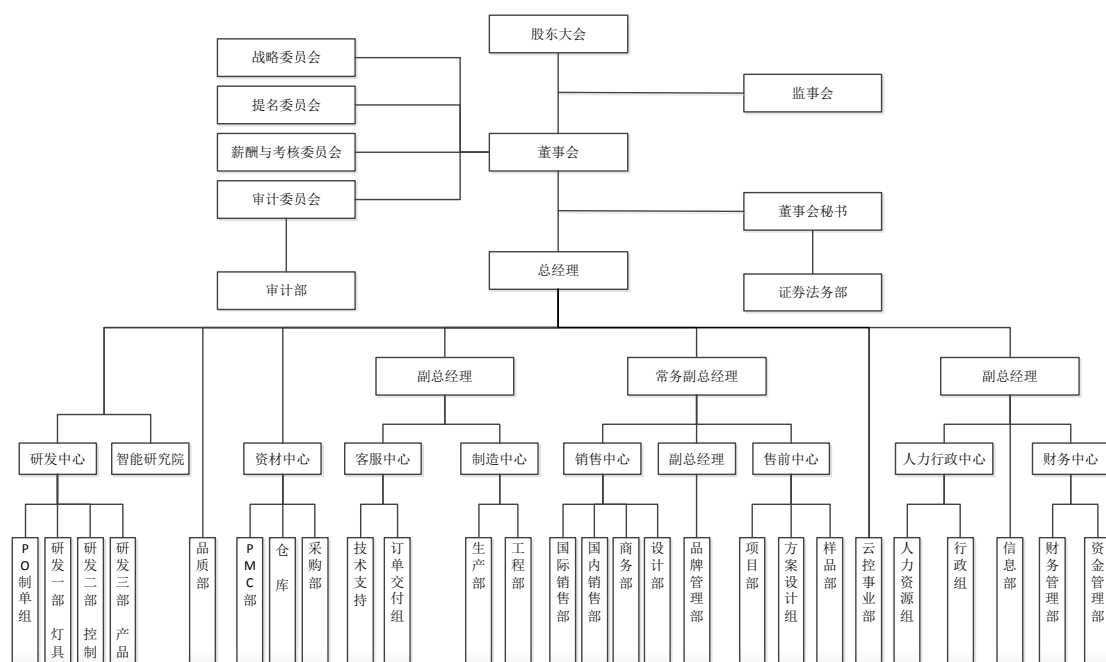 股东大会
战略委员会
监事会
提名委员会
董事会
薪酬与考核委员会
审计委员会
董事会秘书
总经理
审计部
证券法务部
副总经理
常务副总经理
副总经理
研发中心
智能研究院
资材中心
客服中心
制造中心
销售中心
副总经理
售前中心
人力行政中心
财务中心
PO制单组
研发一部 灯具
研发二部 控制
研发三部 产品
品质部
PMC部
仓 库
采购部
技术支持
订单交付组
生产部
工程部
国际销售部
国内销售部
商务部
设计部
品牌管理部
项目部
方案设计组
样品部
云控事业部
人力资源组
行政组
信息部
财务管理部
资金管理部